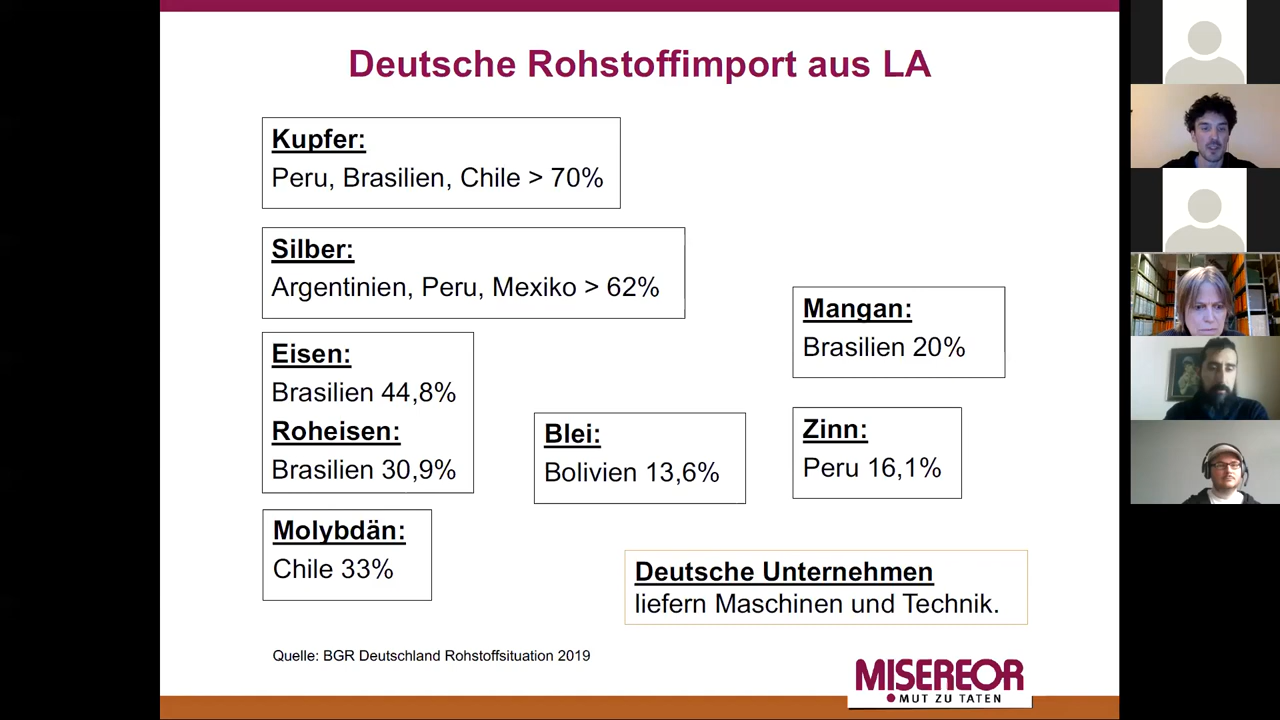 Deutsche Rohstoffimport aus LA
Kupfer:
Peru, Brasilien, Chile > 70%
Silber:
Argentinien, Peru, Mexiko > 62%
Eisen:
Brasilien 44,8%
Roheisen:
Brasilien 30,9%
Molybdän:
Chile 33%
Blei:
Bolivien 13,6%
Mangan:
Brasilien 20%
Zinn:
Peru 16,1%
Deutsche Unternehmen
liefern Maschinen und Technik.
Quelle: BGR Deutschland Rohstoffsituation 2019
MISEREOR
MUT ZU TATEN